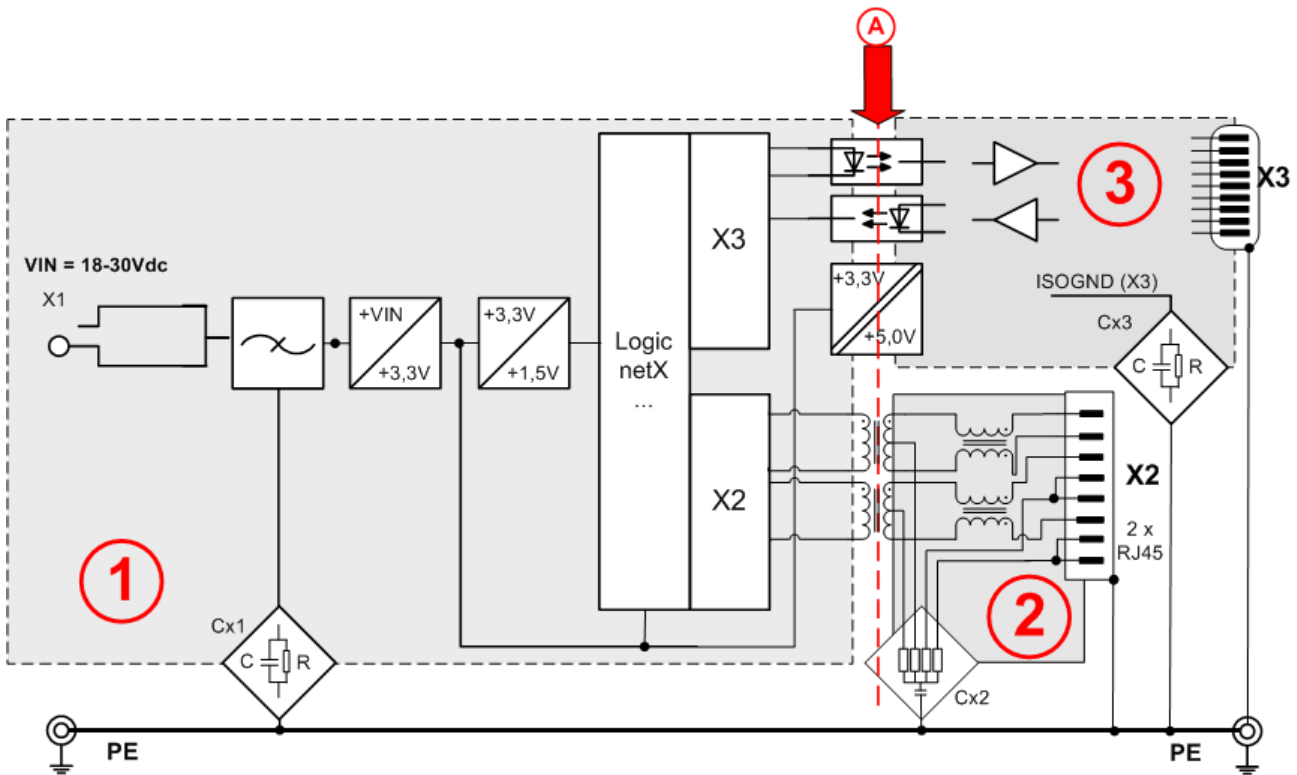 A
3
X3
VIN = 18-30Vdc
X1
+VIN
+3,3V
+3,3V
+1,5V
Logic
netX
...
X3
+3,3V
+5,0V
ISOGND (X3)
Cx3
C
R
X2
X2
2 x
RJ45
1
2
Cx1
C
R
Cx2
PE
PE